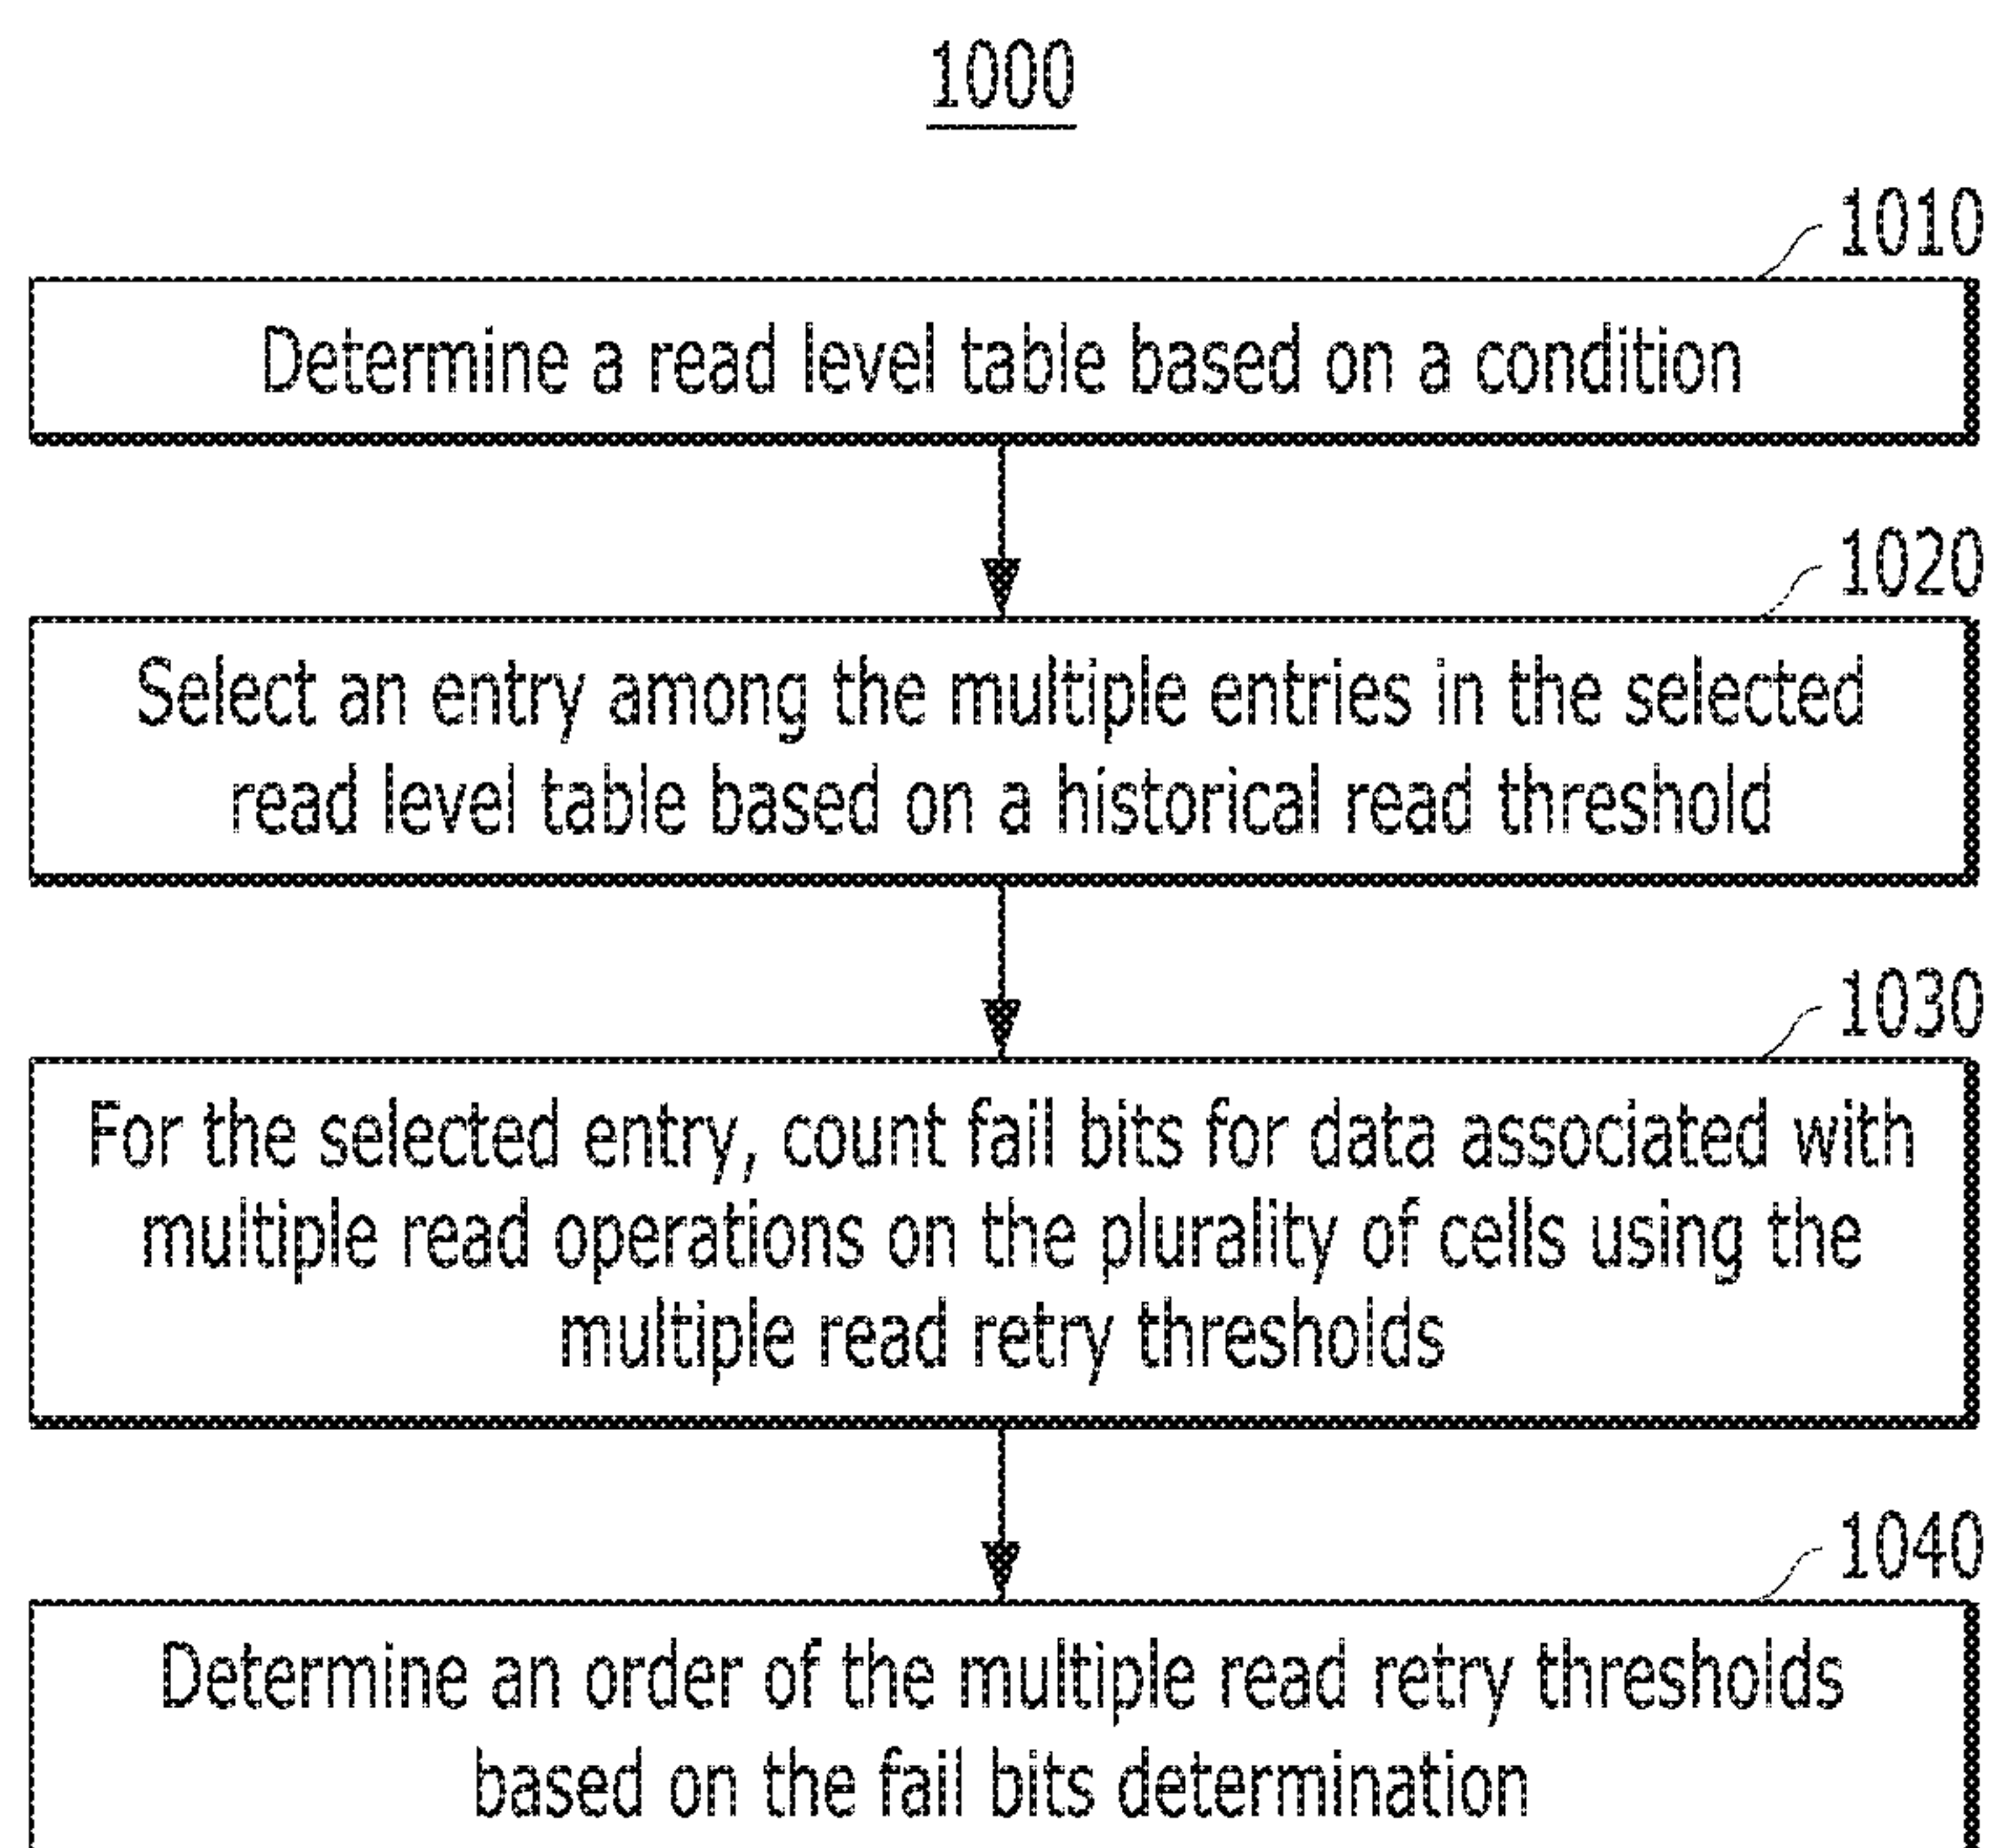 1000
1010
Determine a read level table based on a condition
1020
Select an entry among the multiple entries in the selected
read level table based on a historical read threshold
1030
For the selected entry, count fail bits for data associated with
multiple read operations on the plurality of cells using the
multiple read retry thresholds
1040
Determine an order of the multiple read retry thresholds
based on the fail bits determination